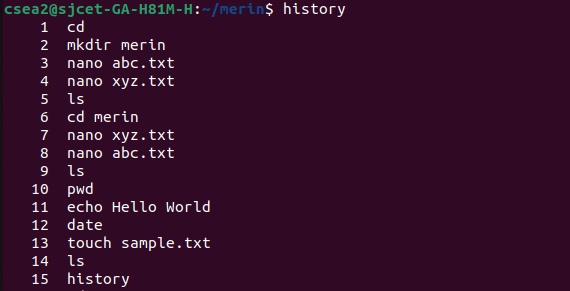 csea2@sjcet-GA-H81M-H:~/merin$ history
1 cd
2 mkdir merin
3 nano abc.txt
4 nano xyz.txt
5 ls
6 cd merin
7 nano xyz.txt
8 nano abc.txt
9 ls
10 pwd
11 echo Hello World
12 date
13 touch sample.txt
14 ls
15 history